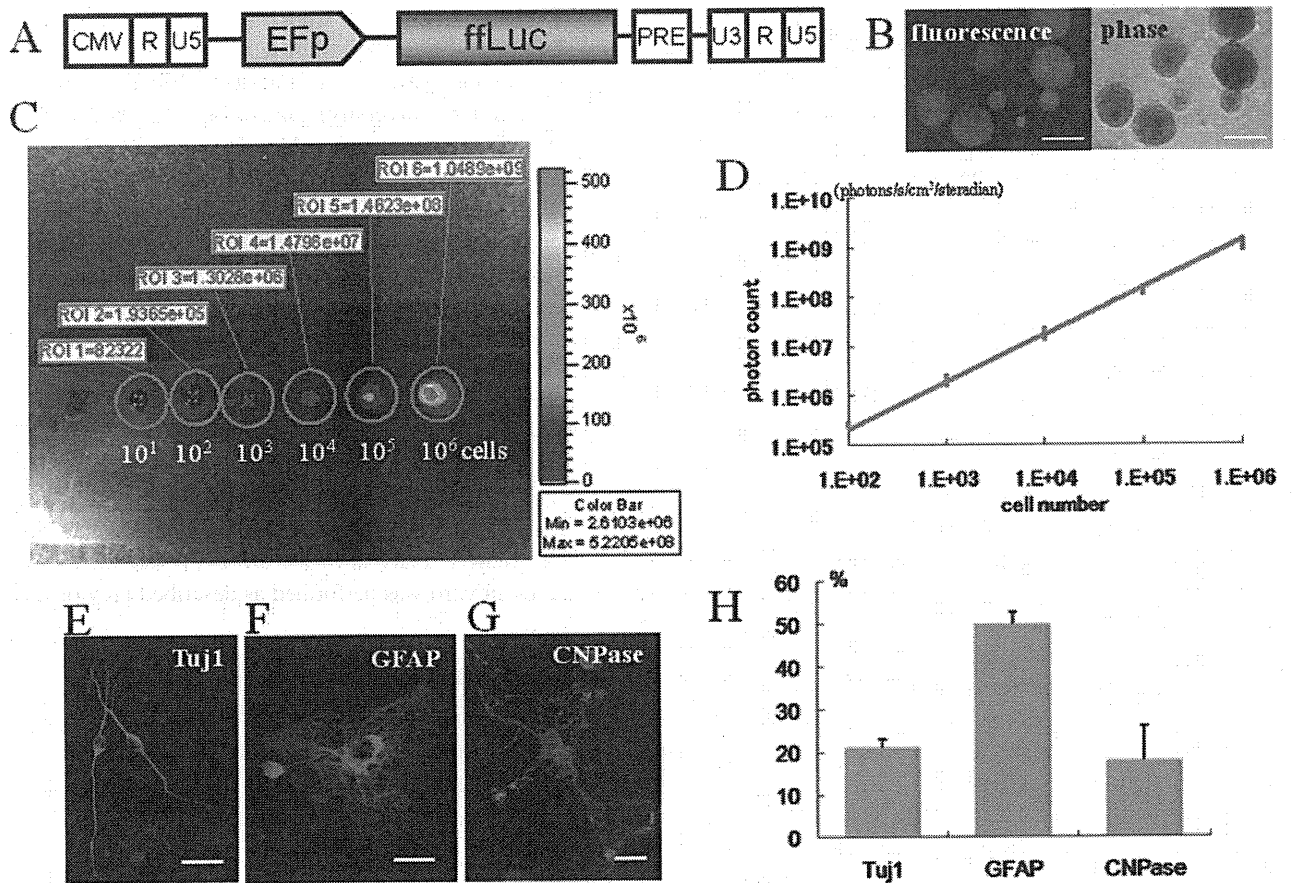 A
CMV R U5 EFp ffLuc PRE U3 R U5
B
fluorescence phase
C
ROI 6=1.0489e+09
ROI 5=1.4623e+08
ROI 4=1.4796e+07
ROI 3=1.3028e+06
ROI 2=1.9365e+05
ROI 1=82322
10¹ 10² 10³ 10⁴ 10⁵ 10⁶ cells
500
400
300
200
100
0
x10⁶
Color Bar
Min = 2.6103e+06
Max = 5.2205e+08
D
(photons/s/cm²/steradian)
1.E+10
1.E+09
1.E+08
1.E+07
1.E+06
1.E+05
photon count
1.E+02 1.E+03 1.E+04 1.E+05 1.E+06
cell number
E
Tuj1
F
GFAP
G
CNPase
H
%
60
50
40
30
20
10
0
Tuj1 GFAP CNPase